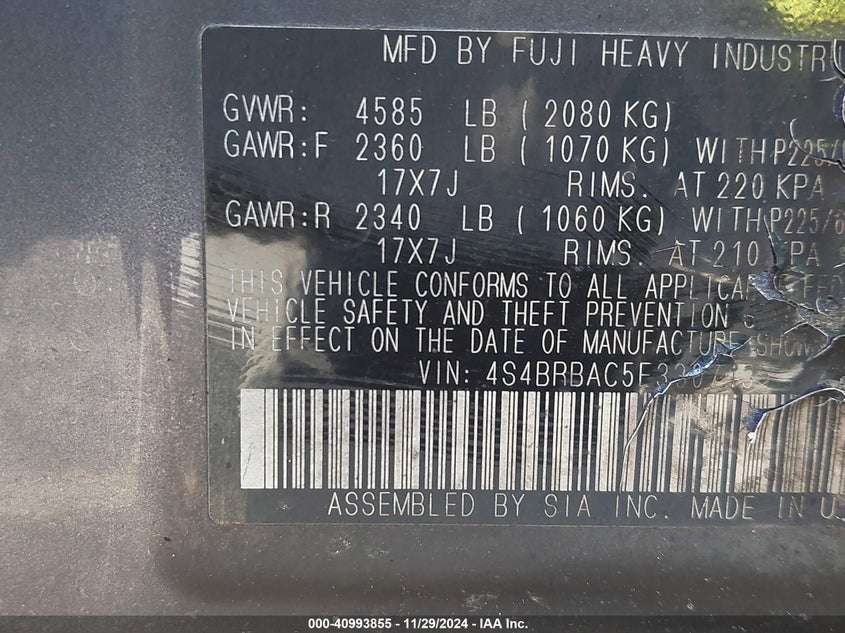 MFD BY FUJI HEAVY
GVWR: 4585 LB ( 2080 KG)
GAWR:F 2360 LB ( 1070 KG) WITH
17X7J RIMS. AT 220 KPA
GAWR:R 2340 LB ( 1060 KG) WITH
17X7J RIMS. AT 210 KPA
THIS VEHICLE CONFORMS TO ALL
VEHICLE SAFETY AND THEFT PREVENTION
IN EFFECT ON THE DATE OF MANUFACTURE
VIN:
ASSEMBLED BY SIA INC. MADE IN
000-40993855 - 11/29/2024 - IAA Inc.